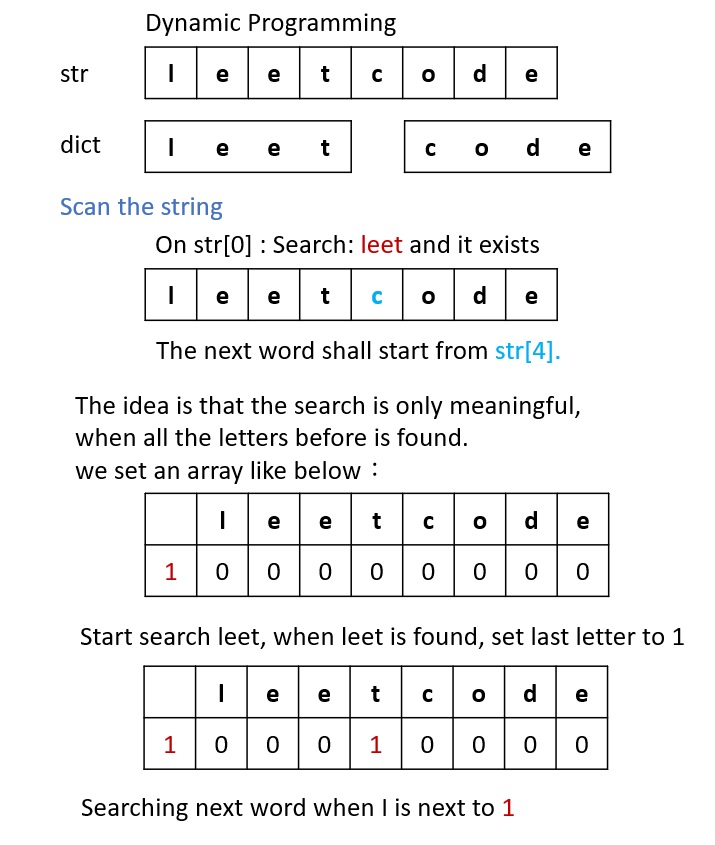 Dynamic Programming
str l e e t c o d e
dict l e e t c o d e
Scan the string
On str[0] : Search: leet and it exists
l e e t c o d e
The next word shall start from str[4].
The idea is that the search is only meaningful,
when all the letters before is found.
we set an array like below：
l e e t c o d e
1 0 0 0 0 0 0 0 0
Start search leet, when leet is found, set last letter to 1
l e e t c o d e
1 0 0 0 1 0 0 0 0
Searching next word when I is next to 1